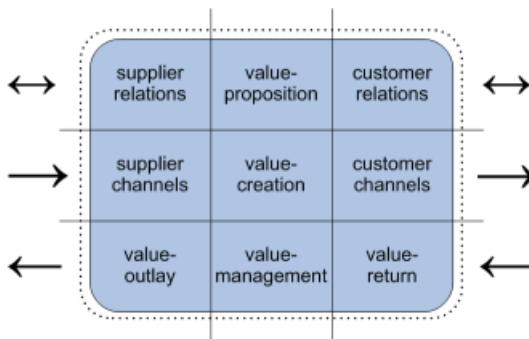 supplier
relations
value-
proposition
customer
relations
supplier
channels
value-
creation
customer
channels
value-
outlay
value-
management
value-
return